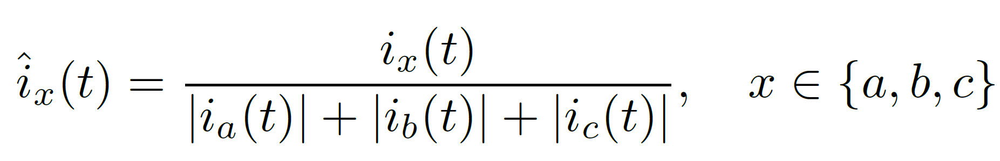 \hat{i}_x(t) = \frac{i_x(t)}{|i_a(t)| + |i_b(t)| + |i_c(t)|}, \quad x \in \{a, b, c\}